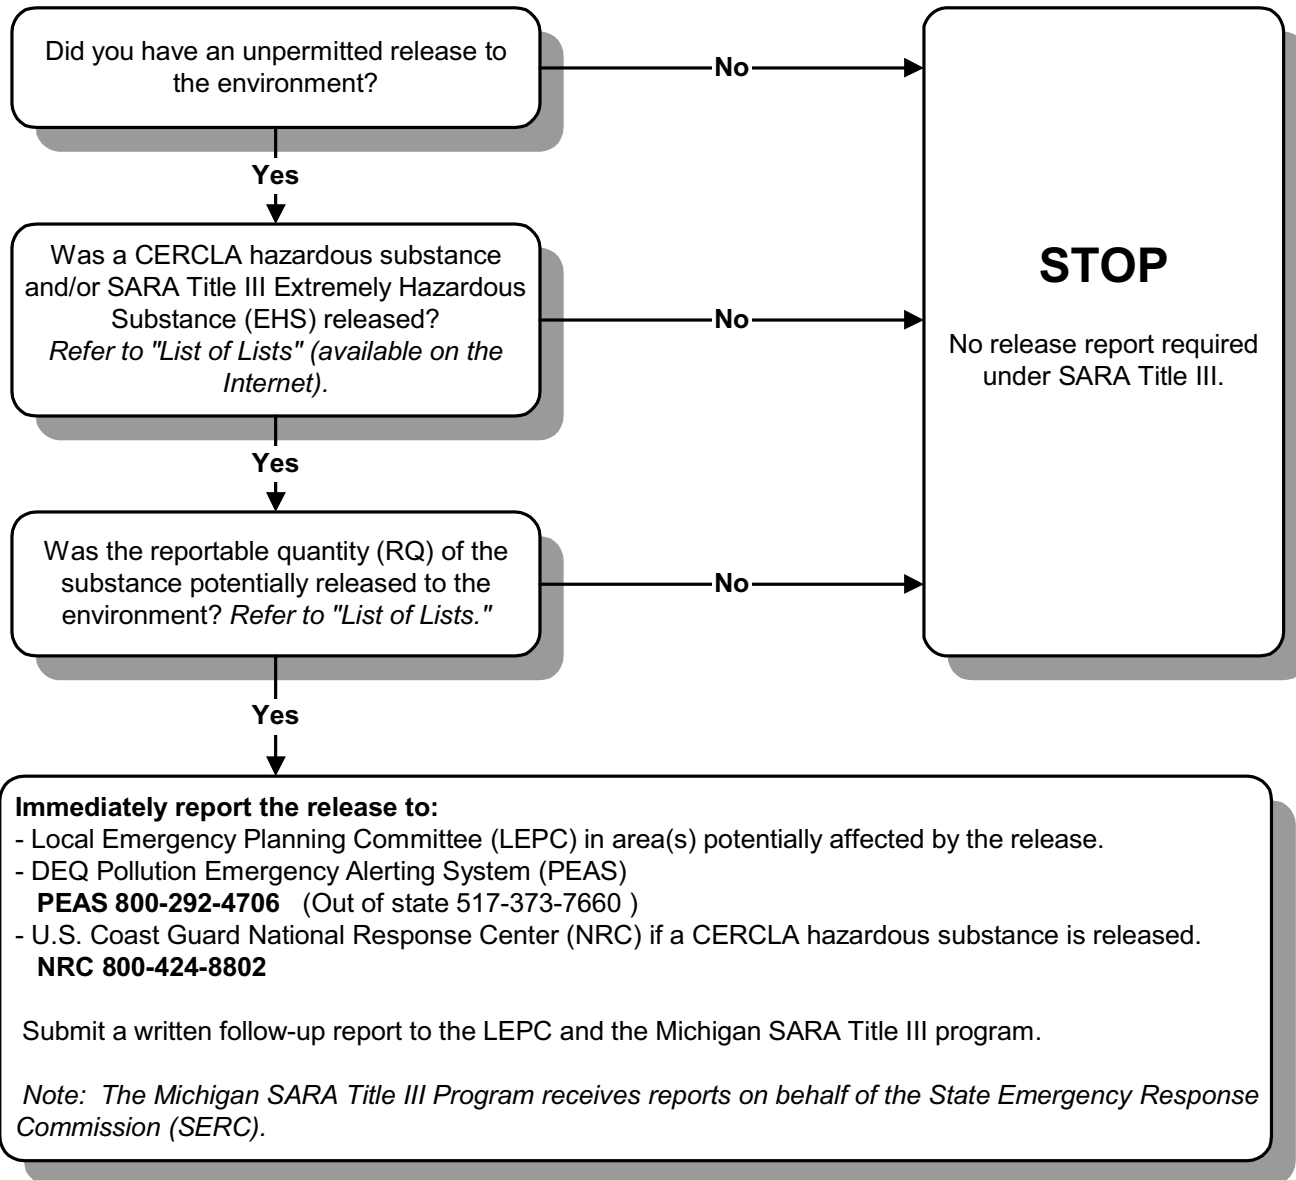 Did you have an unpermitted release to
the environment?
No
Yes
Was a CERCLA hazardous substance
and/or SARA Title III Extremely Hazardous
Substance (EHS) released?
Refer to "List of Lists" (available on the
Internet).
No
Yes
Was the reportable quantity (RQ) of the
substance potentially released to the
environment? Refer to "List of Lists."
No
Yes
STOP
No release report required
under SARA Title III.
Immediately report the release to:
- Local Emergency Planning Committee (LEPC) in area(s) potentially affected by the release.
- DEQ Pollution Emergency Alerting System (PEAS)
PEAS 800-292-4706 (Out of state 517-373-7660 )
- U.S. Coast Guard National Response Center (NRC) if a CERCLA hazardous substance is released.
NRC 800-424-8802
Submit a written follow-up report to the LEPC and the Michigan SARA Title III program.
Note: The Michigan SARA Title III Program receives reports on behalf of the State Emergency Response
Commission (SERC).